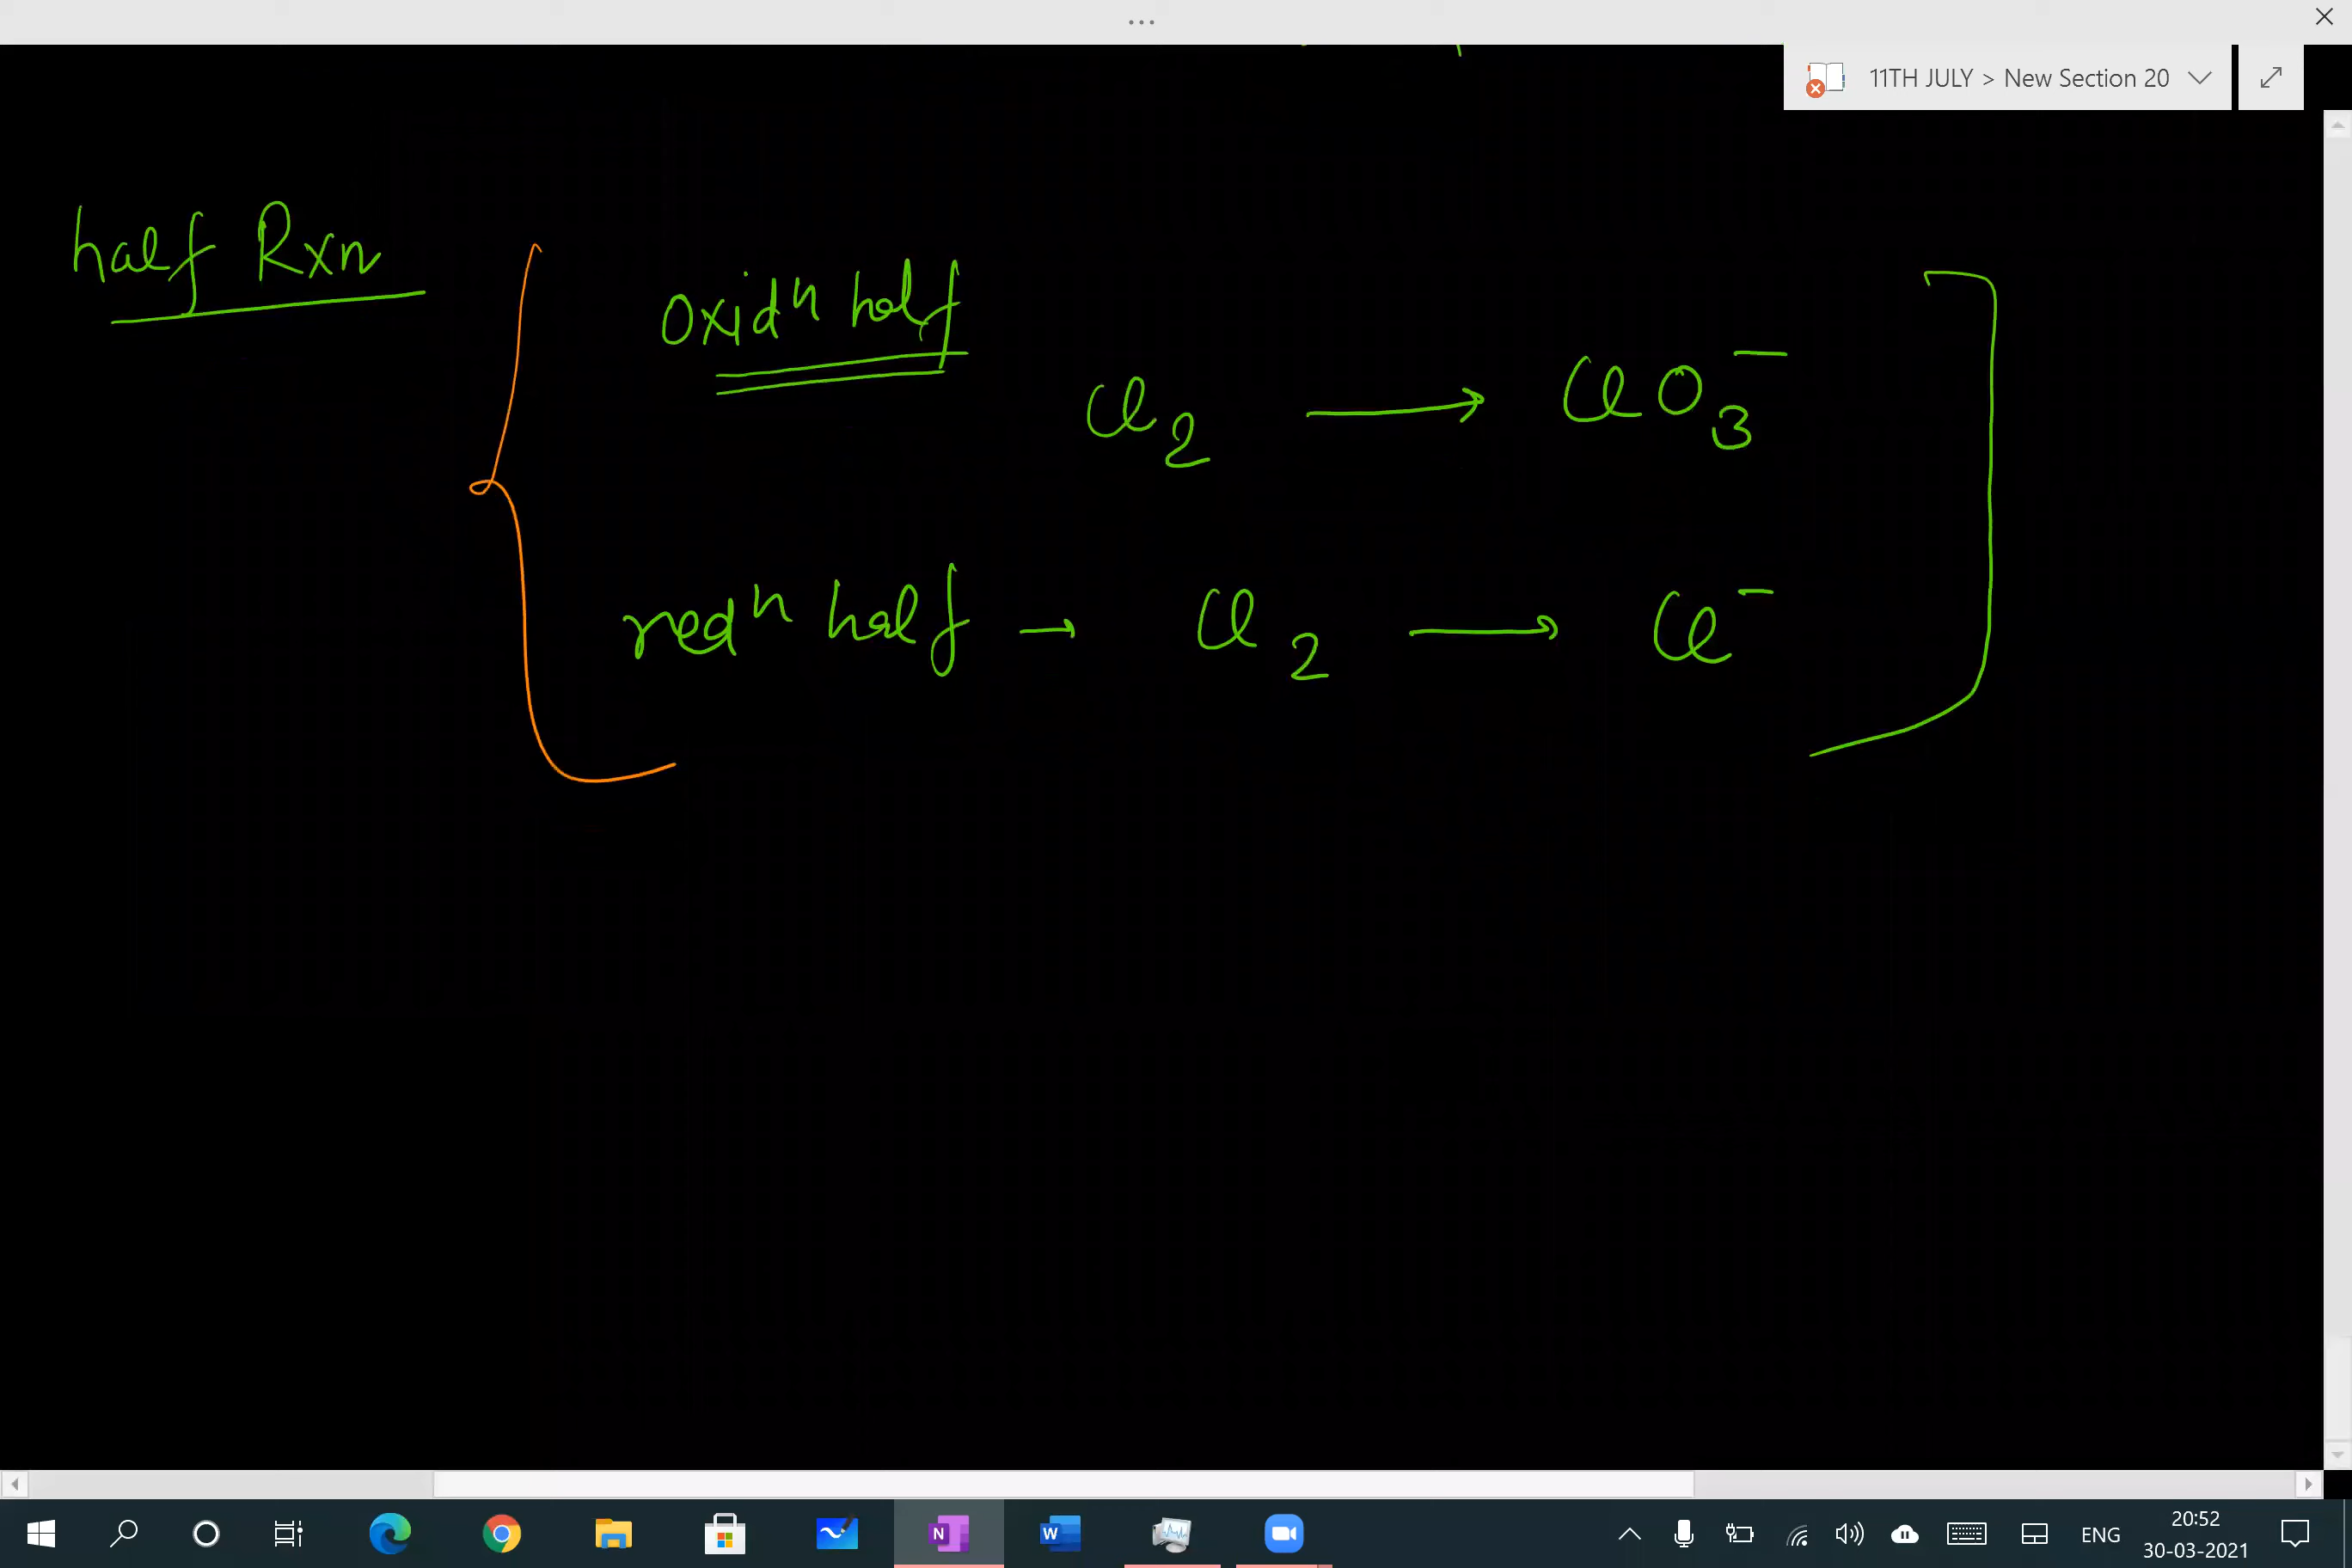 11TH JULY > New Section 20
half Rxn
oxidⁿ half
Cl₂ ⟶ ClO₃⁻
redⁿ half → Cl₂ ⟶ Cl⁻
ENG
20:52
30-03-2021